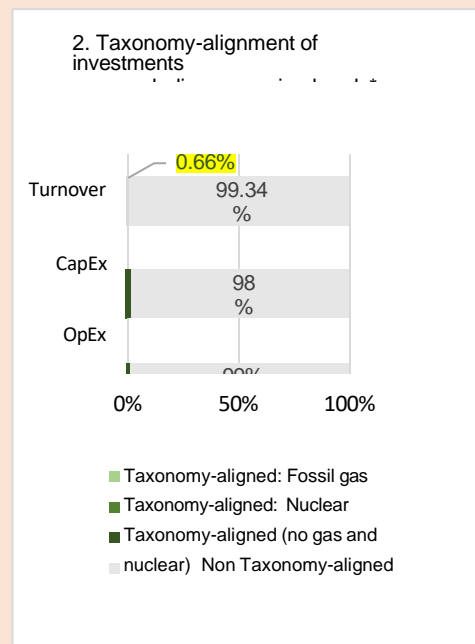 2. Taxonomy-alignment of
investments
0.66%
Turnover
99.34
%
CapEx
98
%
OpEx
0%
50%
100%
Taxonomy-aligned: Fossil gas
Taxonomy-aligned: Nuclear
Taxonomy-aligned (no gas and
nuclear) Non Taxonomy-aligned